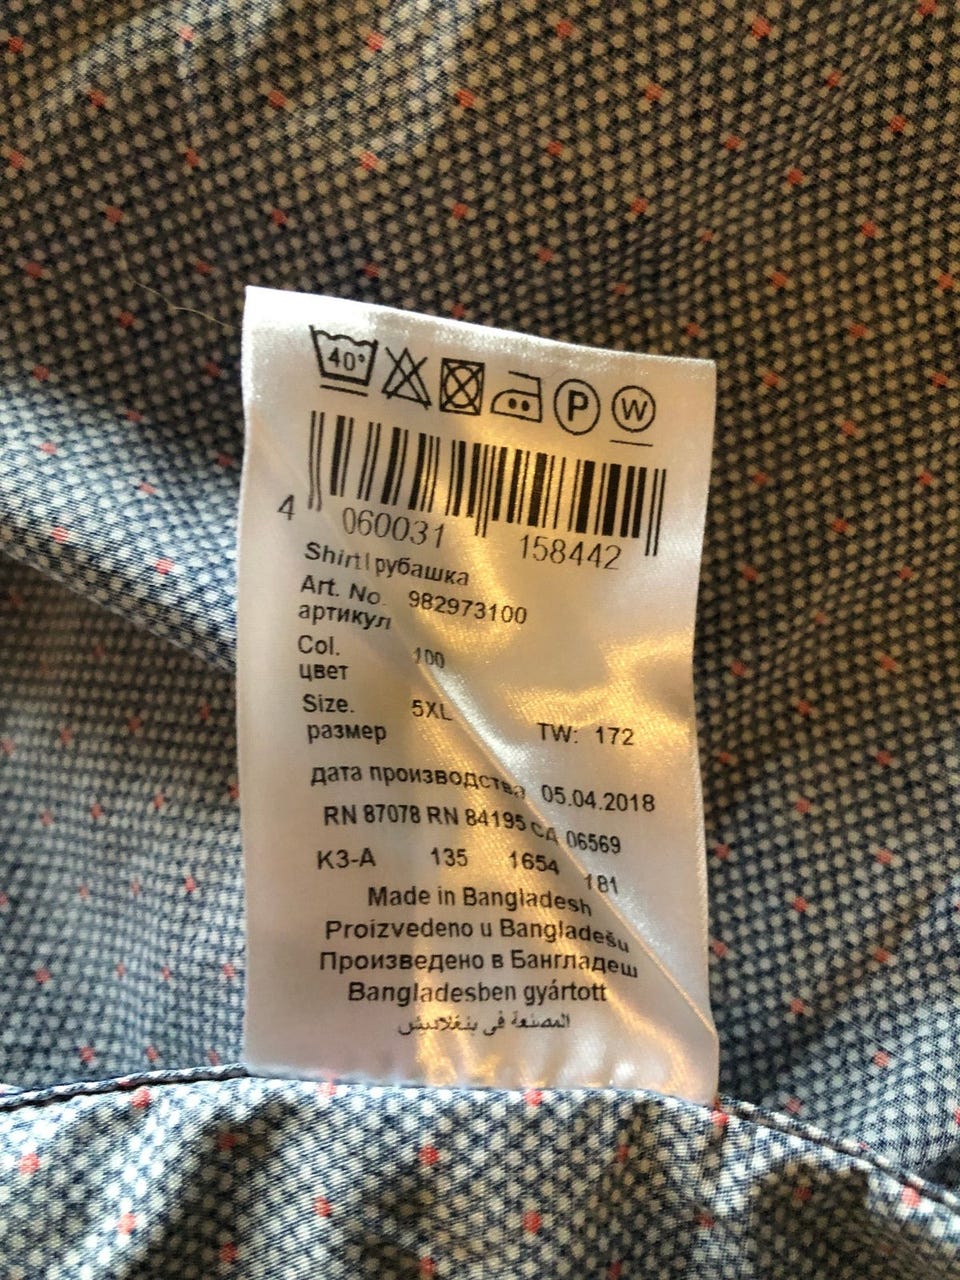 40°
P W
4 060031 158442
Shirt | рубашка
Art. No. 982973100
артикул
Col. 100
цвет
Size. 5XL
размер TW: 172
дата производства 05.04.2018
RN 87078 RN 84195 CA 06569
КЗ-А 135 1654 181
Made in Bangladesh
Proizvedeno u Bangladešu
Произведено в Бангладеш
Bangladesben gyártott
المصنعة في بنغلاديش